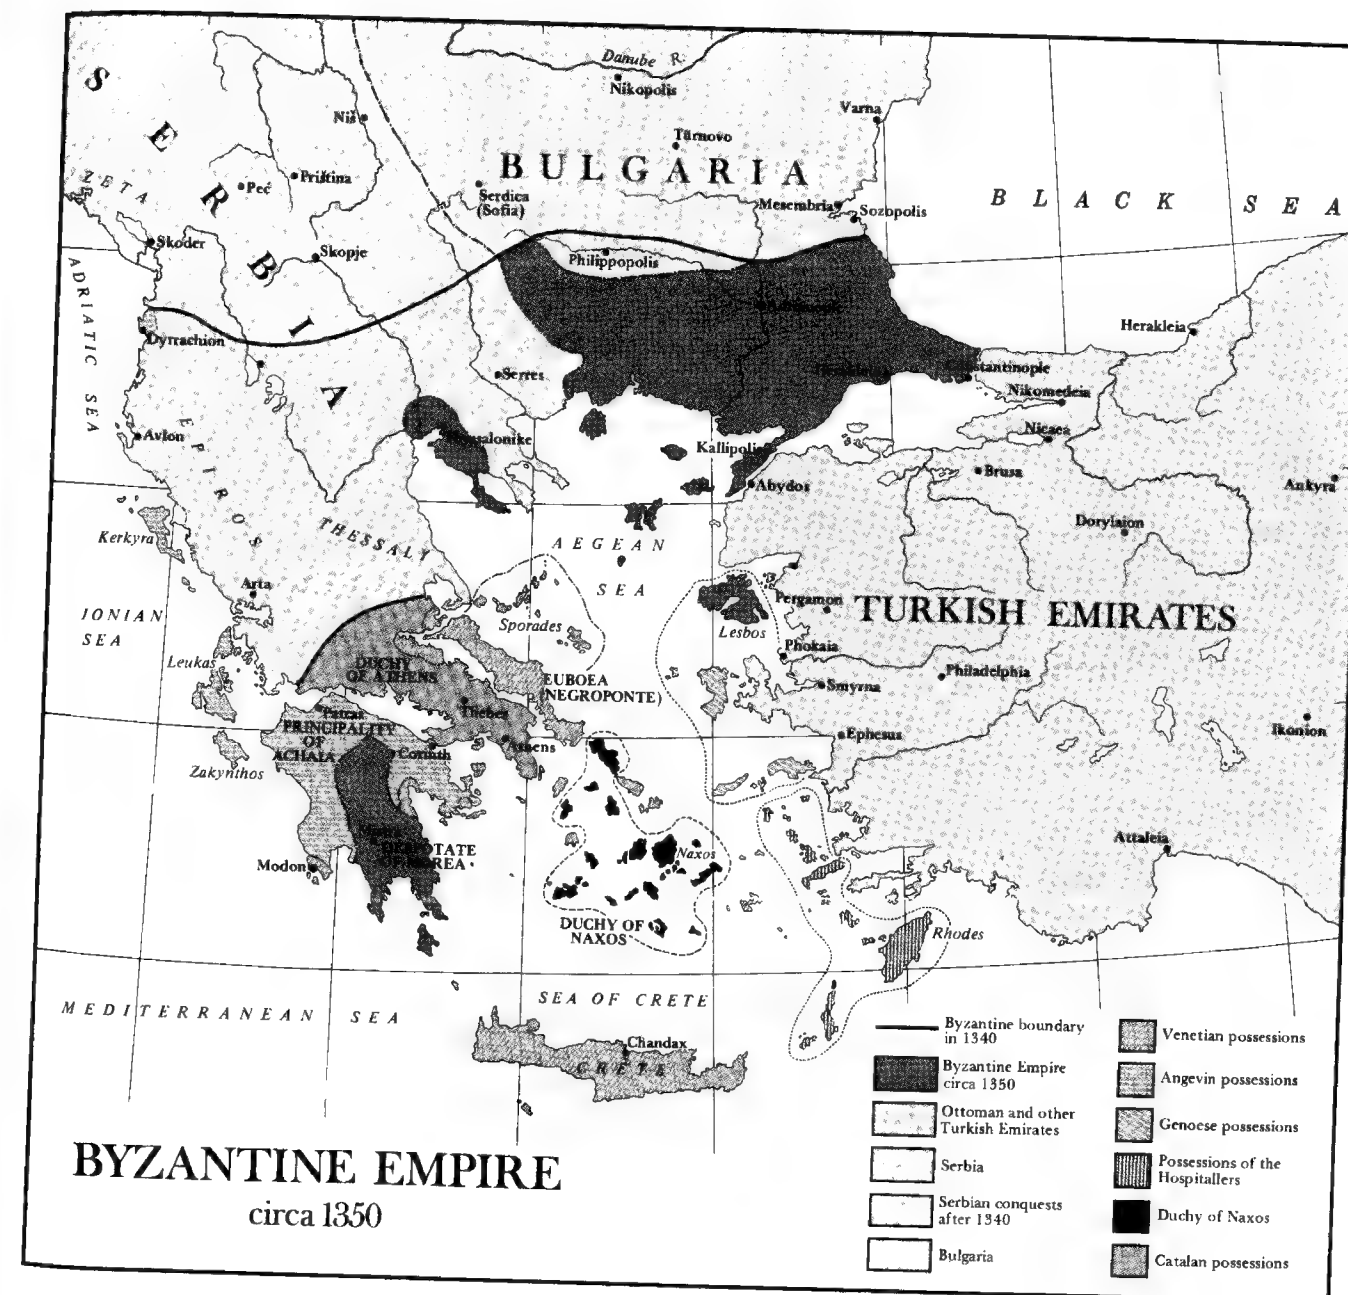 SERBIA
ZETA
Niš
Peć
Priština
Skoder
Skopje
Danube R.
Nikopolis
Tŭrnovo
Varna
BULGARIA
Serdica
(Sofia)
Mesembria
Sozopolis
BLACK SEA
Philippopolis
ADRIATIC SEA
Dyrrachion
Avlon
EPIROS
Serres
Thessalonike
Constantinople
Herakleia
Nikomedeia
Nicaea
Kallipolis
Abydos
Brusa
Ankyra
Dorylaion
Kerkyra
THESSALY
AEGEAN
SEA
Arta
IONIAN
SEA
Sporades
Lesbos
Pergamon
TURKISH EMIRATES
Leukas
DUCHY
OF ATHENS
EUBOEA
(NEGROPONTE)
Phokaia
Smyrna
Philadelphia
Patras
Thebes
PRINCIPALITY
OF
ACHAIA
Corinth
Athens
Ephesus
Ikonion
Zakynthos
Mistra
DESPOTATE
OF MOREA
Modon
Naxos
Attaleia
DUCHY OF
NAXOS
Rhodes
MEDITERRANEAN SEA
SEA OF CRETE
Chandax
CRETE
BYZANTINE EMPIRE
circa 1350
Byzantine boundary
in 1340
Byzantine Empire
circa 1350
Ottoman and other
Turkish Emirates
Serbia
Serbian conquests
after 1340
Bulgaria
Venetian possessions
Angevin possessions
Genoese possessions
Possessions of the
Hospitallers
Duchy of Naxos
Catalan possessions